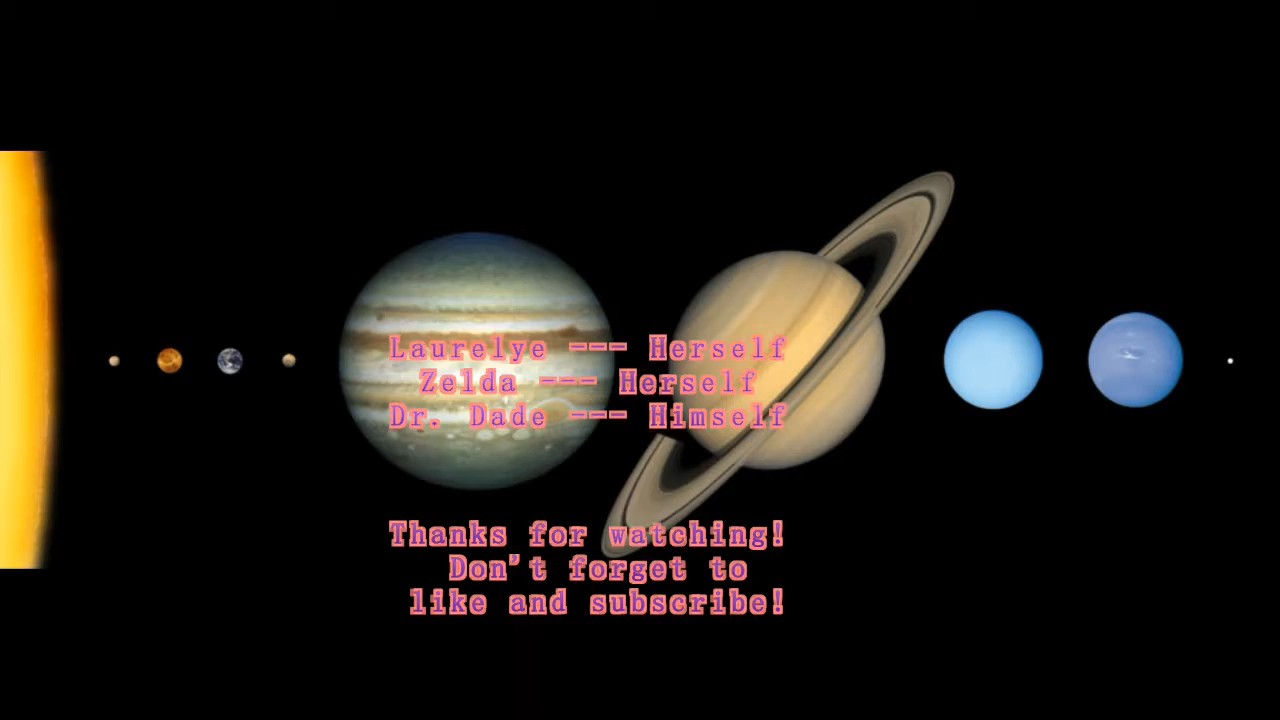 Laurelye --- Herself
Zelda --- Herself
Dr. Dade --- Himself
Thanks for watching!
Don't forget to
like and subscribe!